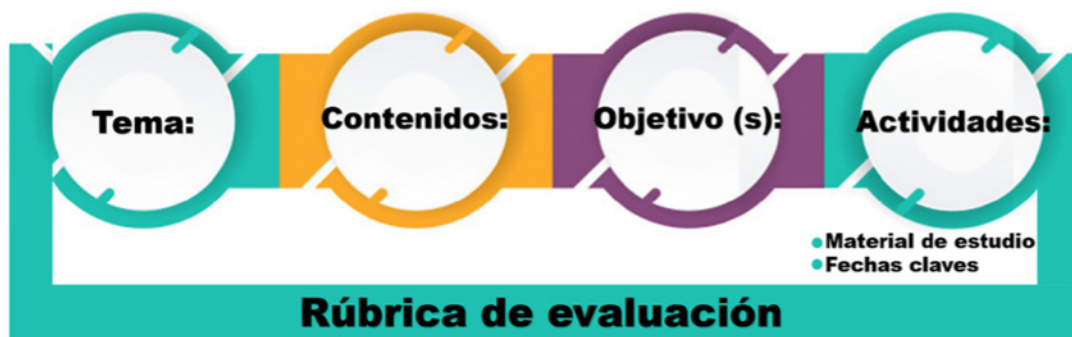 Tema:
Contenidos:
Objetivo (s):
Actividades:
Material de estudio
Fechas claves
Rúbrica de evaluación